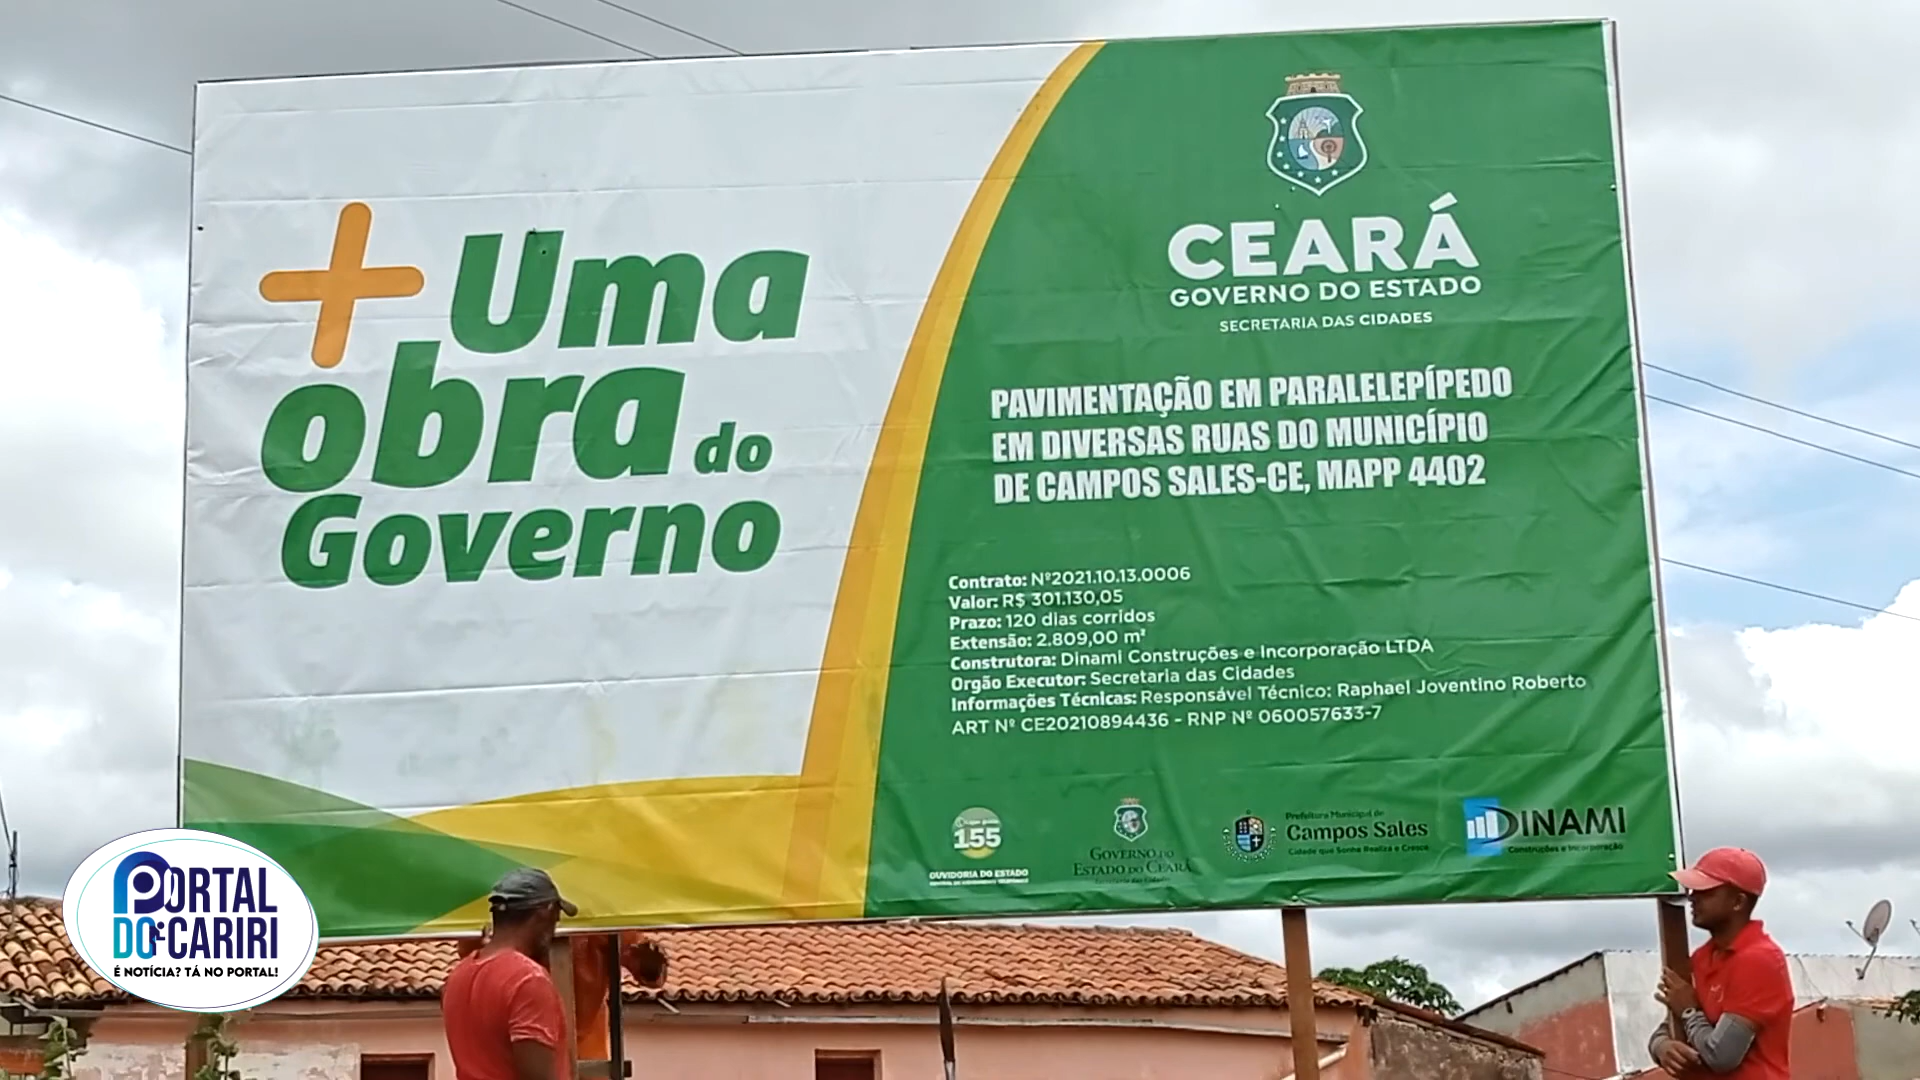 +Uma
obra do
Governo
CEARÁ
GOVERNO DO ESTADO
SECRETARIA DAS CIDADES
PAVIMENTAÇÃO EM PARALELEPÍPEDO
EM DIVERSAS RUAS DO MUNICÍPIO
DE CAMPOS SALES-CE, MAPP 4402
Contrato: Nº2021.10.13.0006
Valor: R$ 301.130,05
Prazo: 120 dias corridos
Extensão: 2.809,00 m²
Construtora: Dinami Construções e Incorporação LTDA
Orgão Executor: Secretaria das Cidades
Informações Técnicas: Responsável Técnico: Raphael Joventino Roberto
ART Nº CE20210894436 - RNP Nº 060057633-7
155
OUVIDORIA DO ESTADO
GOVERNO DO
ESTADO DO CEARÁ
Prefeitura Municipal de
Campos Sales
Cidade que Sonha Realiza e Cresce
DINAMI
Construções e Incorporação
PORTAL
DO CARIRI
É NOTÍCIA? TÁ NO PORTAL!